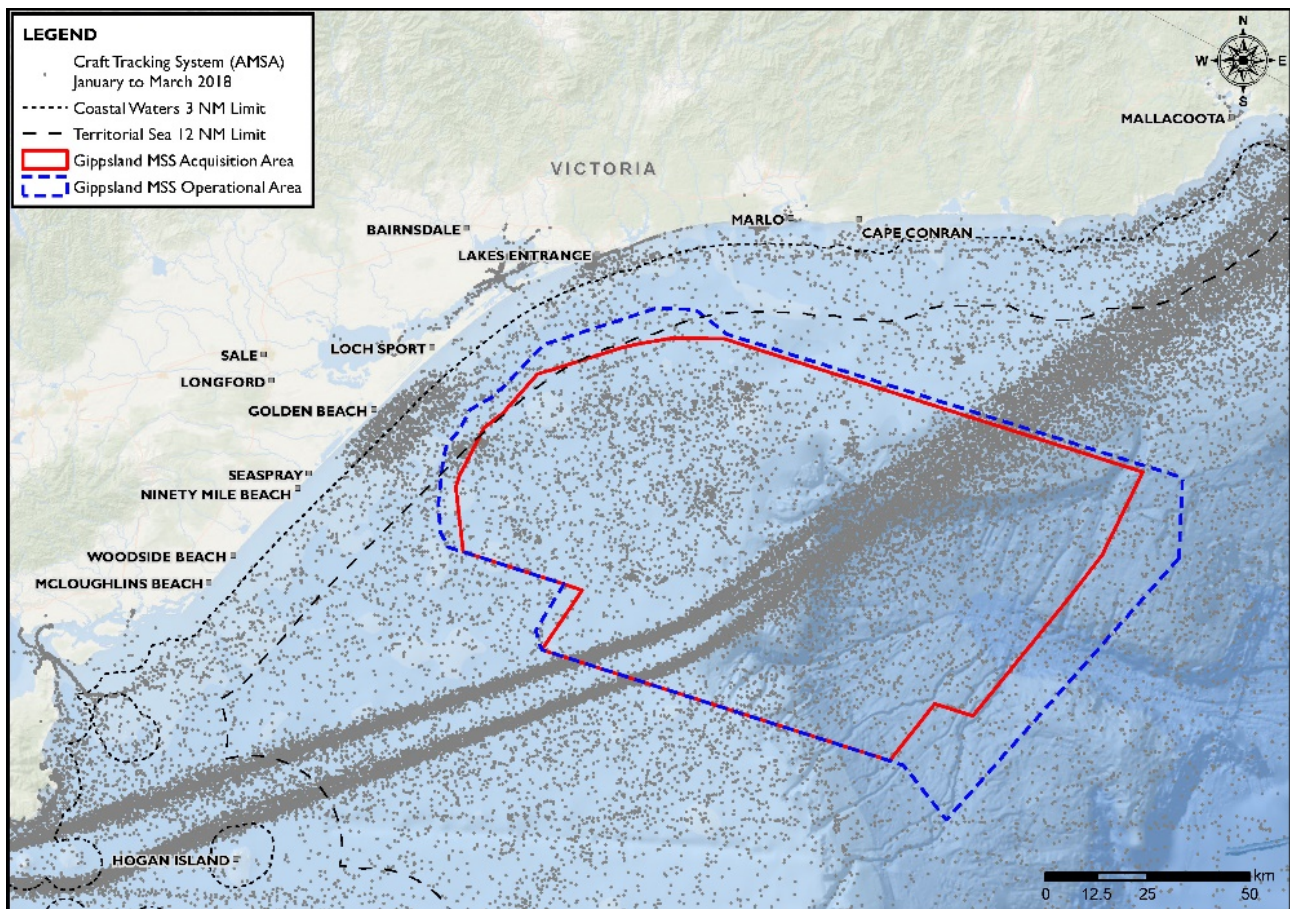 LEGEND
Craft Tracking System (AMSA)
January to March 2018
Coastal Waters 3 NM Limit
Territorial Sea 12 NM Limit
Gippsland MSS Acquisition Area
Gippsland MSS Operational Area
N
W
E
S
MALLACOOTA
VICTORIA
BAIRNSDALE
MARLO
CAPE CONRAN
LAKES ENTRANCE
SALE
LOCH SPORT
LONGFORD
GOLDEN BEACH
SEASPRAY
NINETY MILE BEACH
WOODSIDE BEACH
MCLOUGHLINS BEACH
HOGAN ISLAND
km
0 12.5 25 50